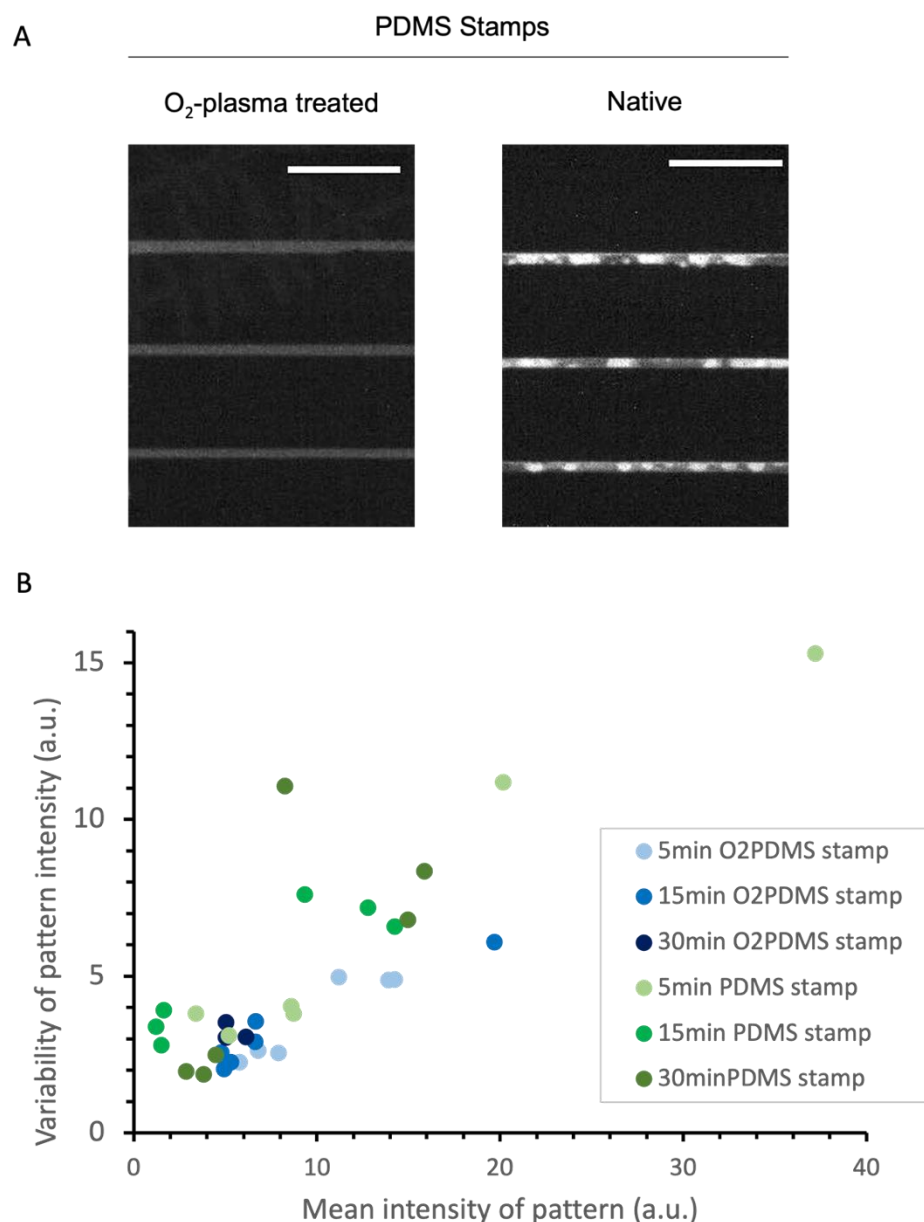 A
PDMS Stamps
O₂-plasma treated
Native
B
Variability of pattern intensity (a.u.)
15
10
5
0
5min O2PDMS stamp
15min O2PDMS stamp
30min O2PDMS stamp
5min PDMS stamp
15min PDMS stamp
30minPDMS stamp
0
10
20
30
40
Mean intensity of pattern (a.u.)